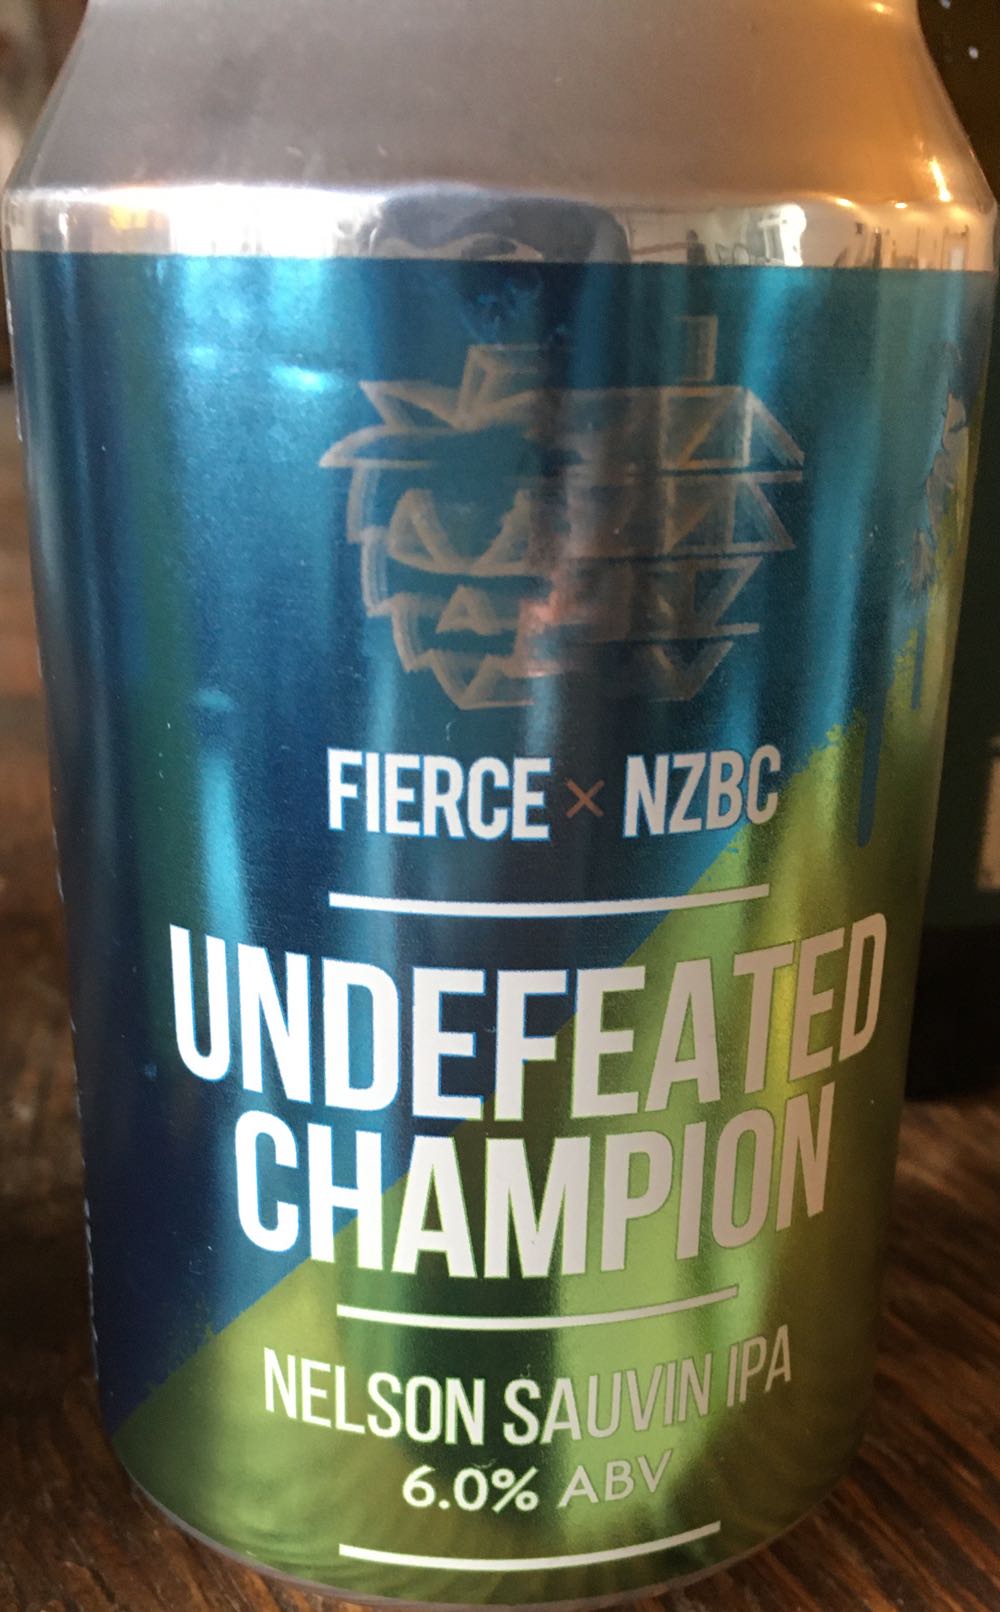 FIERCE × NZBC
UNDEFEATED
CHAMPION
NELSON SAUVIN IPA
6.0% ABV